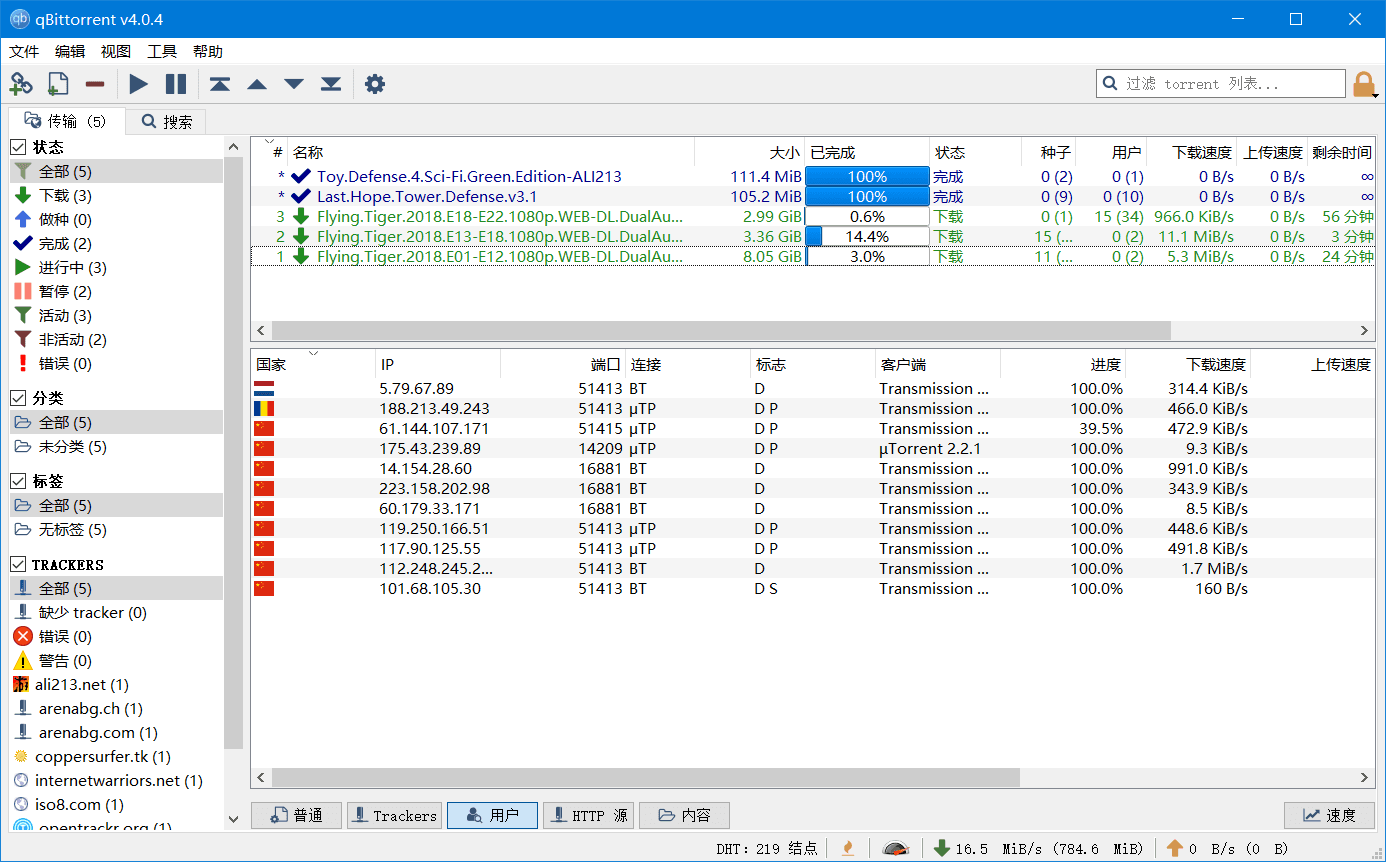 qBittorrent v4.0.4
文件 编辑 视图 工具 帮助
过滤 torrent 列表...
传输 (5) 搜索
状态
全部 (5)
下载 (3)
做种 (0)
完成 (2)
进行中 (3)
暂停 (2)
活动 (3)
非活动 (2)
错误 (0)
分类
全部 (5)
未分类 (5)
标签
全部 (5)
无标签 (5)
TRACKERS
全部 (5)
缺少 tracker (0)
错误 (0)
警告 (0)
ali213.net (1)
arenabg.ch (1)
arenabg.com (1)
coppersurfer.tk (1)
internetwarriors.net (1)
iso8.com (1)
opentrackr.org (1)
# 名称 大小 已完成 状态 种子 用户 下载速度 上传速度 剩余时间
* Toy.Defense.4.Sci-Fi.Green.Edition-ALI213 111.4 MiB 100% 完成 0 (2) 0 (1) 0 B/s 0 B/s ∞
* Last.Hope.Tower.Defense.v3.1 105.2 MiB 100% 完成 0 (9) 0 (10) 0 B/s 0 B/s ∞
3 Flying.Tiger.2018.E18-E22.1080p.WEB-DL.DualAu... 2.99 GiB 0.6% 下载 0 (1) 15 (34) 966.0 KiB/s 0 B/s 56 分钟
2 Flying.Tiger.2018.E13-E18.1080p.WEB-DL.DualAu... 3.36 GiB 14.4% 下载 15 (... 0 (2) 11.1 MiB/s 0 B/s 3 分钟
1 Flying.Tiger.2018.E01-E12.1080p.WEB-DL.DualAu... 8.05 GiB 3.0% 下载 11 (... 0 (2) 5.3 MiB/s 0 B/s 24 分钟
国家 IP 端口 连接 标志 客户端 进度 下载速度 上传速度
5.79.67.89 51413 BT D Transmission ... 100.0% 314.4 KiB/s
188.213.49.243 51413 μTP D P Transmission ... 100.0% 466.0 KiB/s
61.144.107.171 51415 μTP D P Transmission ... 39.5% 472.9 KiB/s
175.43.239.89 14209 μTP D P μTorrent 2.2.1 100.0% 9.3 KiB/s
14.154.28.60 16881 BT D Transmission ... 100.0% 991.0 KiB/s
223.158.202.98 16881 BT D Transmission ... 100.0% 343.9 KiB/s
60.179.33.171 16881 BT D Transmission ... 100.0% 8.5 KiB/s
119.250.166.51 51413 μTP D P Transmission ... 100.0% 448.6 KiB/s
117.90.125.55 51413 μTP D P Transmission ... 100.0% 491.8 KiB/s
112.248.245.2... 51413 BT D Transmission ... 100.0% 1.7 MiB/s
101.68.105.30 51413 BT D S Transmission ... 100.0% 160 B/s
普通 Trackers 用户 HTTP 源 内容 速度
DHT: 219 结点 16.5 MiB/s (784.6 MiB) 0 B/s (0 B)